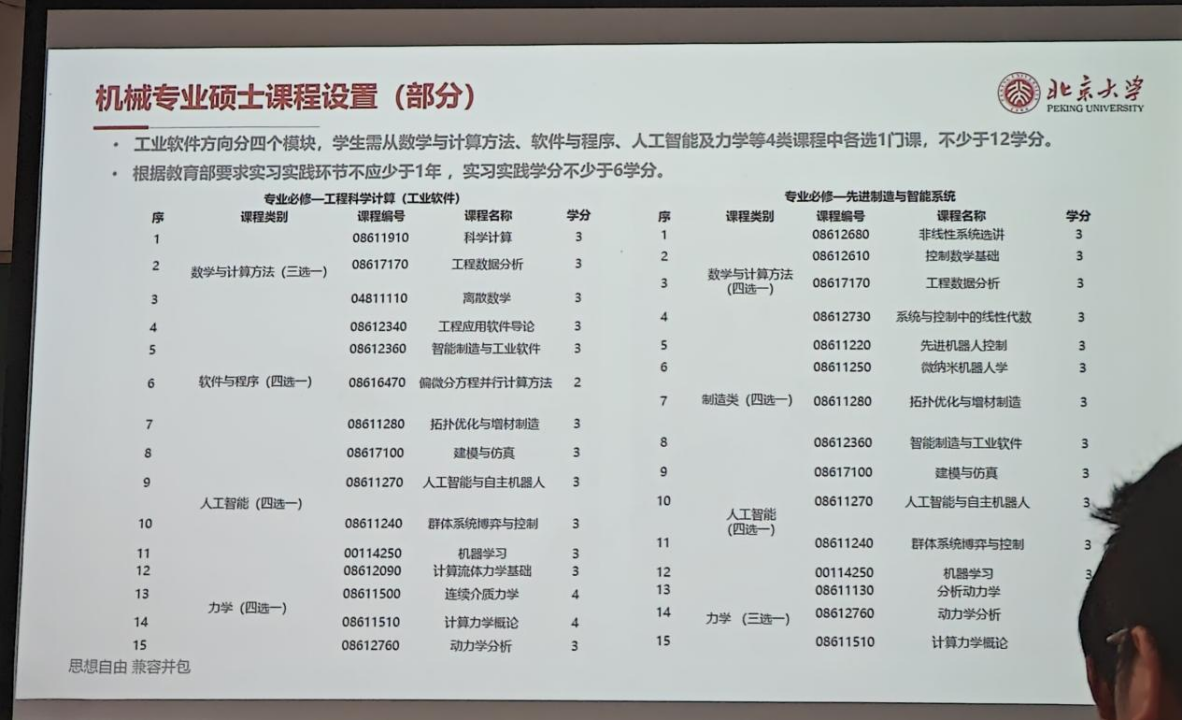 机械专业硕士课程设置（部分）
北京大学
PEKING UNIVERSITY
• 工业软件方向分四个模块，学生需从数学与计算方法、软件与程序、人工智能及力学等4类课程中各选1门课，不少于12学分。
• 根据教育部要求实习实践环节不应少于1年，实习实践学分不少于6学分。
专业必修—工程科学计算（工业软件）
序 课程类别 课程编号 课程名称 学分
1 08611910 科学计算 3
2 数学与计算方法（三选一） 08617170 工程数据分析 3
3 04811110 离散数学 3
4 08612340 工程应用软件导论 3
5 08612360 智能制造与工业软件 3
6 软件与程序（四选一） 08616470 偏微分方程并行计算方法 2
7 08611280 拓扑优化与增材制造 3
8 08617100 建模与仿真 3
9 08611270 人工智能与自主机器人 3
人工智能（四选一）
10 08611240 群体系统博弈与控制 3
11 00114250 机器学习 3
12 08612090 计算流体力学基础 3
13 08611500 连续介质力学 4
力学（四选一）
14 08611510 计算力学概论 4
15 08612760 动力学分析 3
思想自由 兼容并包
专业必修—先进制造与智能系统
序 课程类别 课程编号 课程名称 学分
1 08612680 非线性系统选讲 3
2 08612610 控制数学基础 3
数学与计算方法
（四选一）
3 08617170 工程数据分析 3
4 08612730 系统与控制中的线性代数 3
5 08611220 先进机器人控制 3
6 08611250 微纳米机器人学 3
7 制造类（四选一） 08611280 拓扑优化与增材制造 3
8 08612360 智能制造与工业软件 3
9 08617100 建模与仿真 3
10 08611270 人工智能与自主机器人 3
人工智能
（四选一）
11 08611240 群体系统博弈与控制 3
12 00114250 机器学习 3
13 08611130 分析动力学
14 力学（三选一） 08612760 动力学分析
15 08611510 计算力学概论